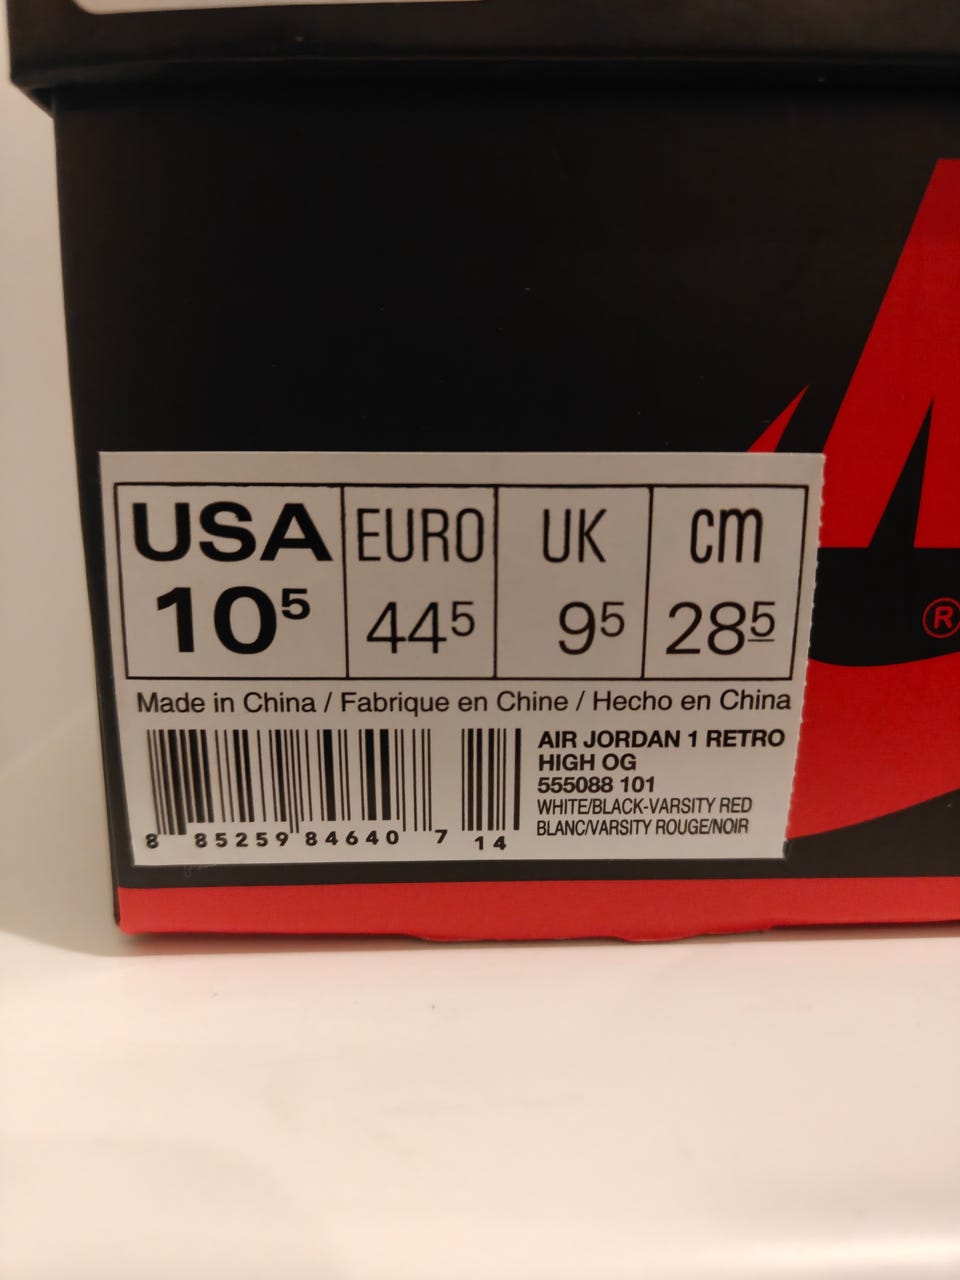 USA EURO UK cm
10⁵ 44⁵ 9⁵ 28⁵
Made in China / Fabrique en Chine / Hecho en China
AIR JORDAN 1 RETRO
HIGH OG
555088 101
WHITE/BLACK-VARSITY RED
BLANC/VARSITY ROUGE/NOIR
8 85259 84640 7 14
®